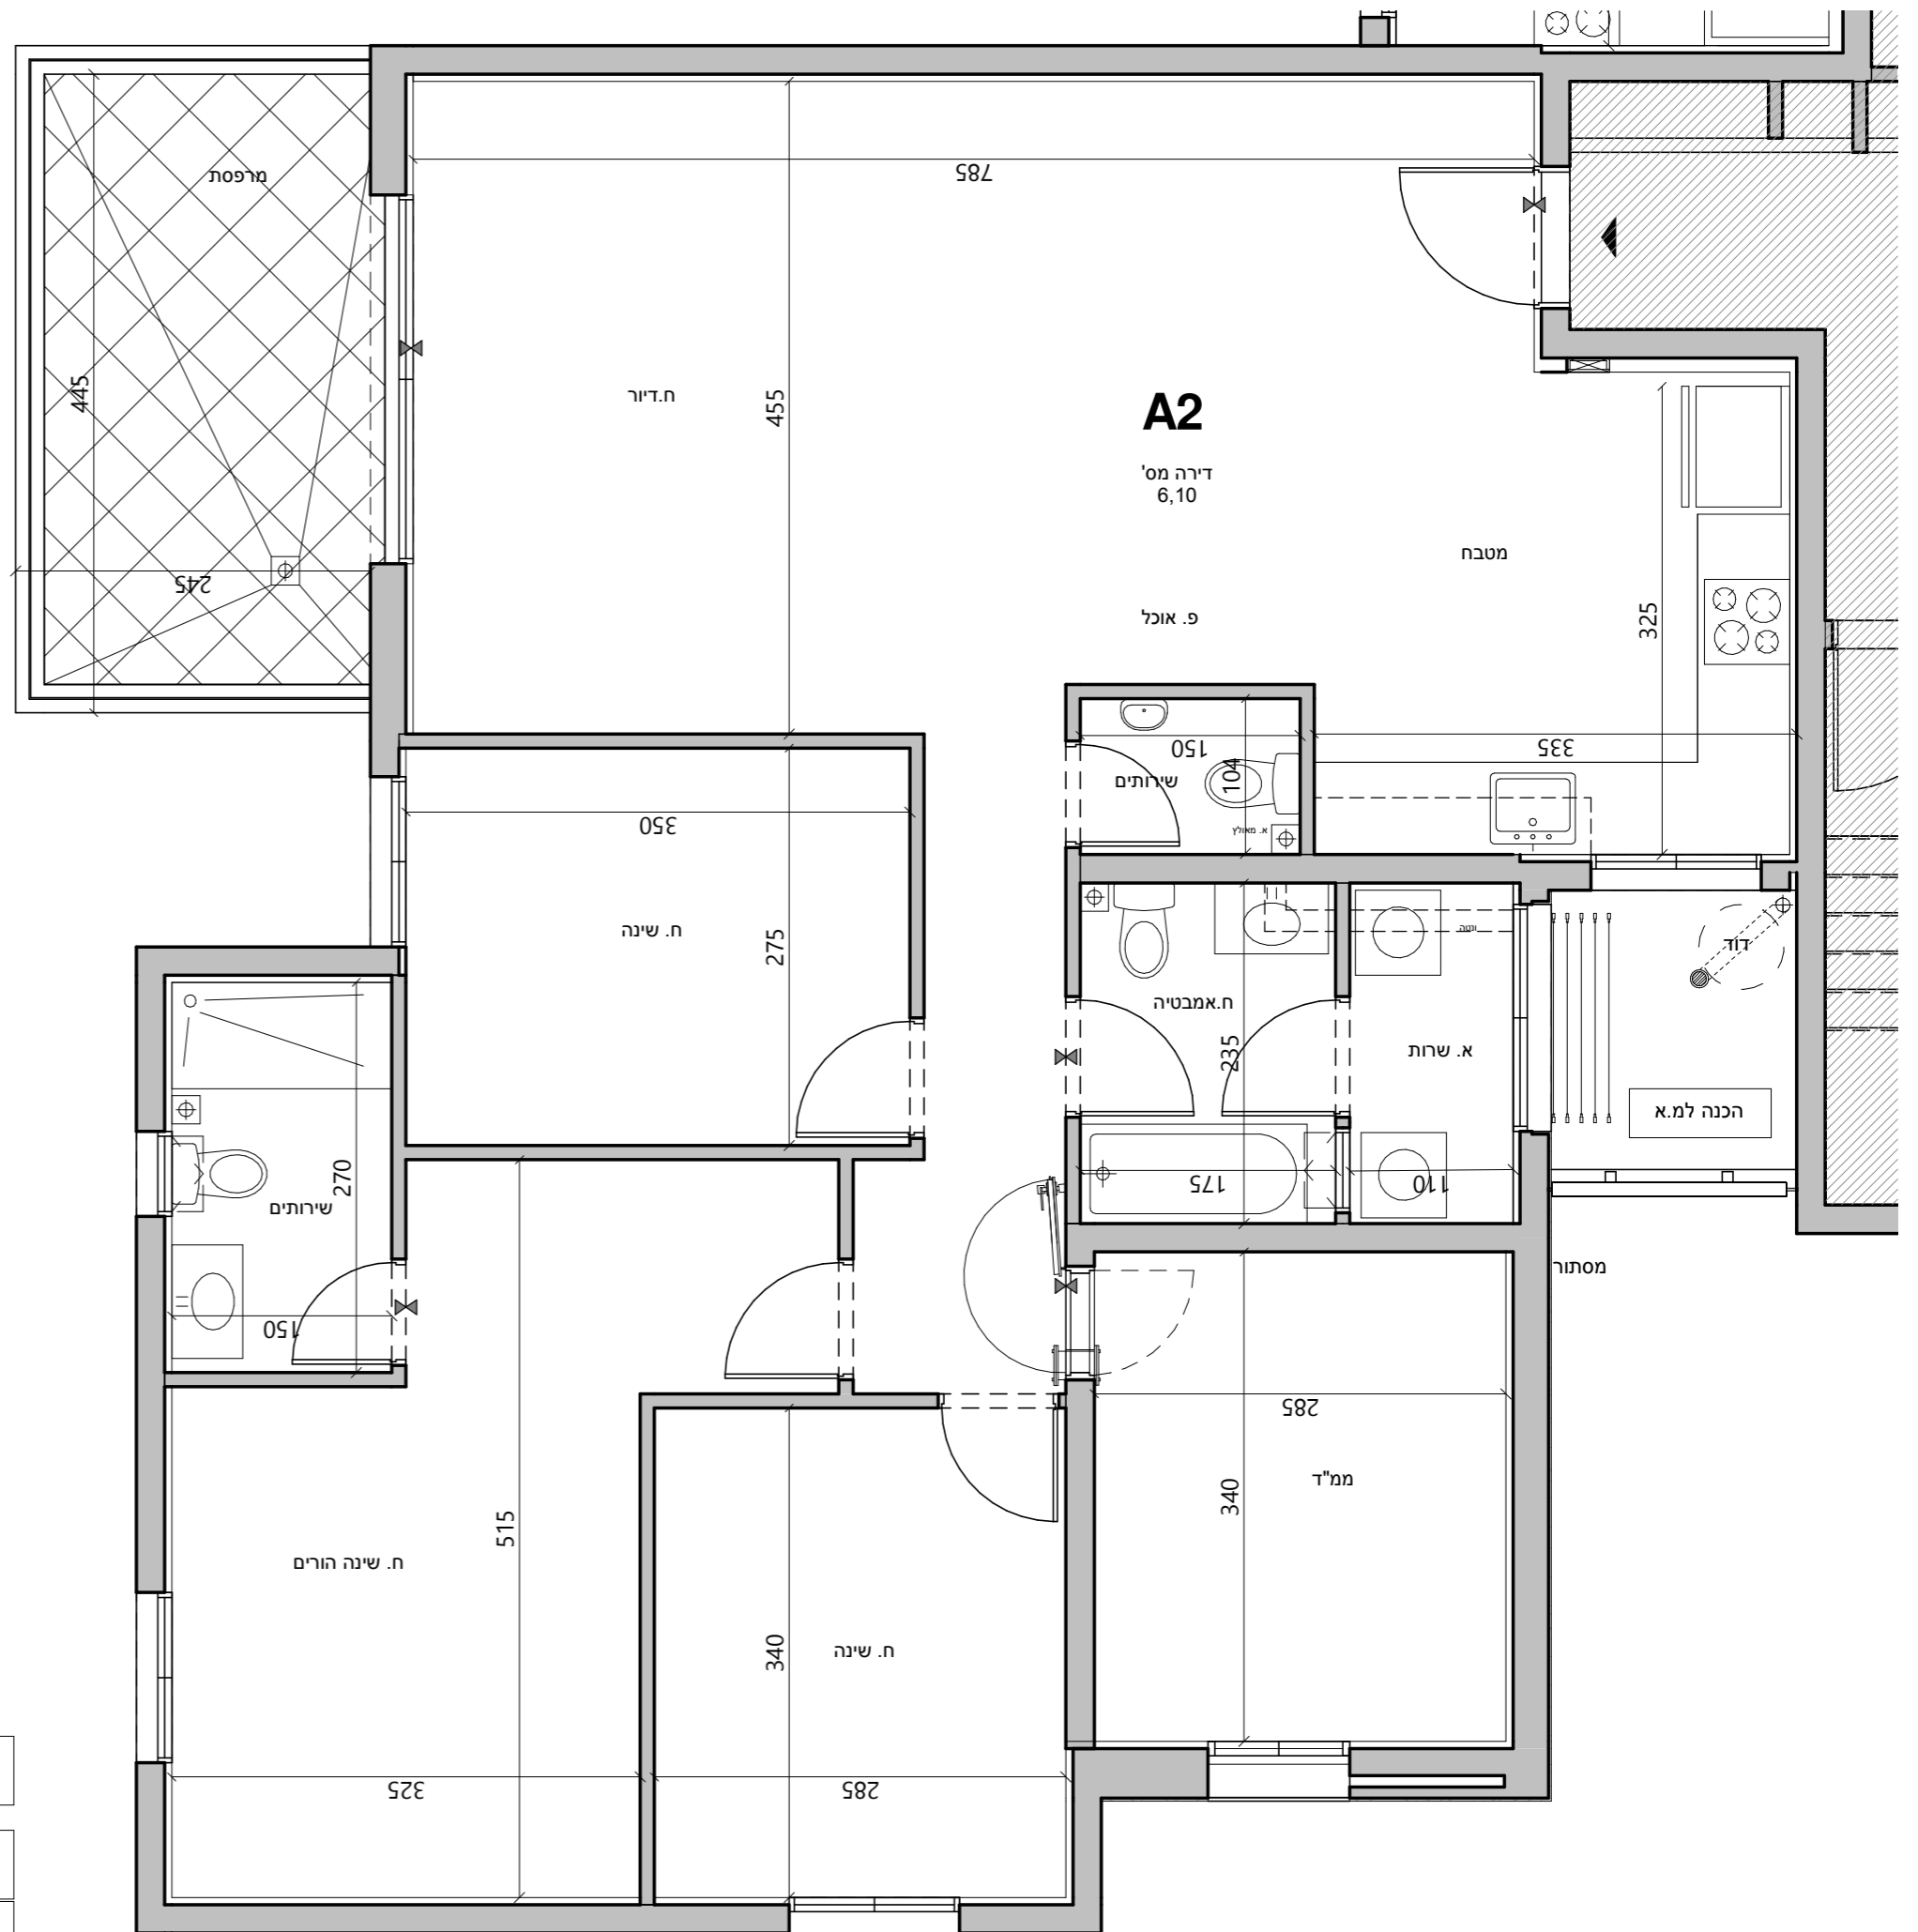 מרפסת
445
245
785
455
ח.דיור
A2
דירה מס'
6,10
מטבח
פ. אוכל
325
335
150
104
שירותים
א. מאולץ
350
275
ח. שינה
ח.אמבטיה
235
175
ונטה
א. שרות
110
דוד
הכנה למ.א
מסתור
270
שירותים
150
515
ח. שינה הורים
325
340
ח. שינה
285
285
340
ממ"ד